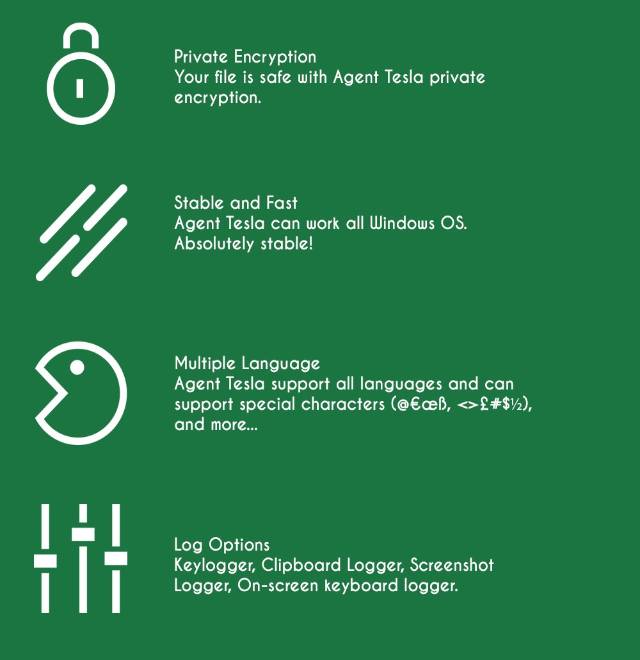 Private Encryption
Your file is safe with Agent Tesla private
encryption.
Stable and Fast
Agent Tesla can work all Windows OS.
Absolutely stable!
Multiple Language
Agent Tesla support all languages and can
support special characters (@€œß, <>£#$½),
and more...
Log Options
Keylogger, Clipboard Logger, Screenshot
Logger, On-screen keyboard logger.